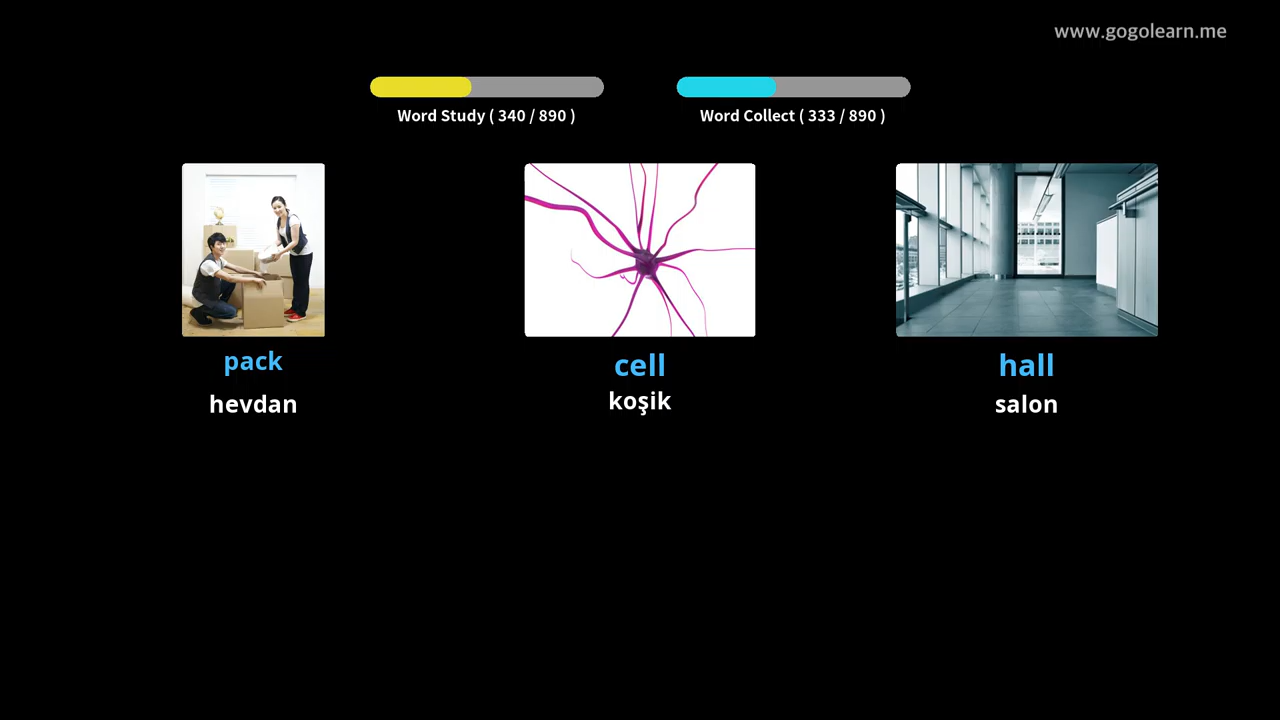 www.gogolearn.me
Word Study ( 340 / 890 )
Word Collect ( 333 / 890 )
pack
hevdan
cell
koşik
hall
salon